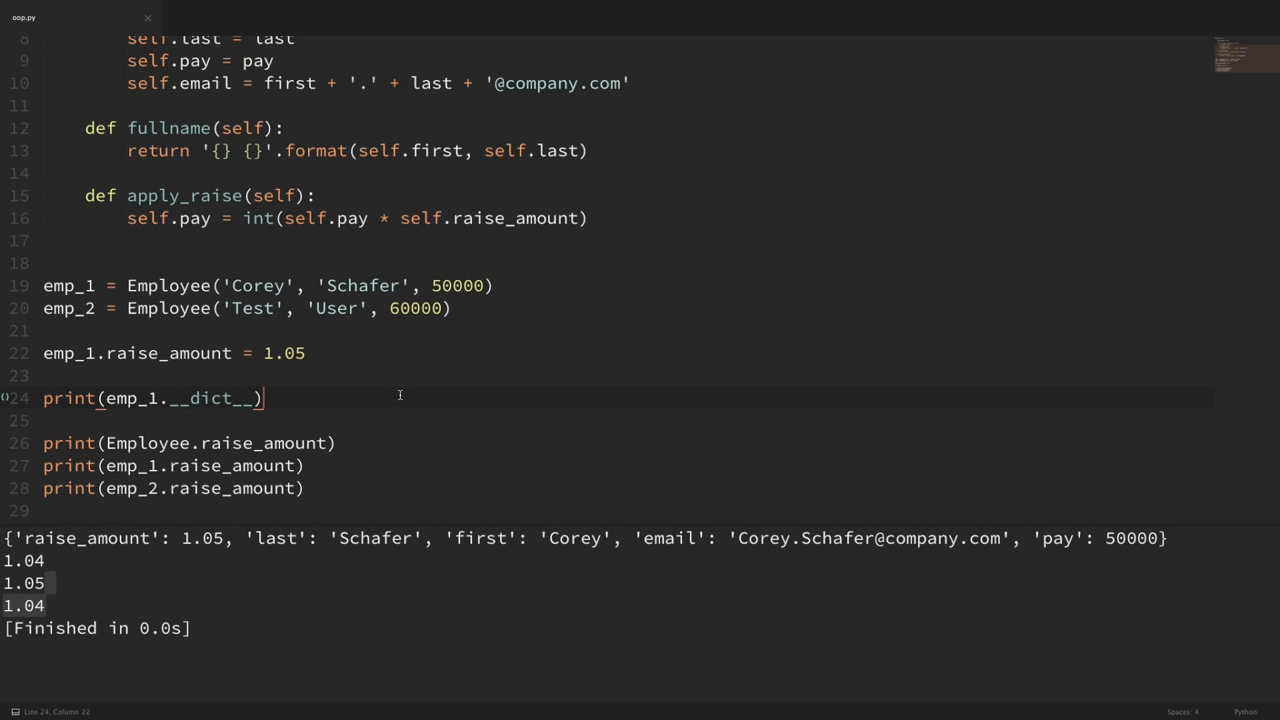 oop.py ×
8 self.last = last
9 self.pay = pay
10 self.email = first + '.' + last + '@company.com'
11
12 def fullname(self):
13 return '{} {}'.format(self.first, self.last)
14
15 def apply_raise(self):
16 self.pay = int(self.pay * self.raise_amount)
17
18
19 emp_1 = Employee('Corey', 'Schafer', 50000)
20 emp_2 = Employee('Test', 'User', 60000)
21
22 emp_1.raise_amount = 1.05
23
24 print(emp_1.__dict__)
25
26 print(Employee.raise_amount)
27 print(emp_1.raise_amount)
28 print(emp_2.raise_amount)
29
{'raise_amount': 1.05, 'last': 'Schafer', 'first': 'Corey', 'email': 'Corey.Schafer@company.com', 'pay': 50000}
1.04
1.05
1.04
[Finished in 0.0s]
Line 24, Column 22 Spaces: 4 Python